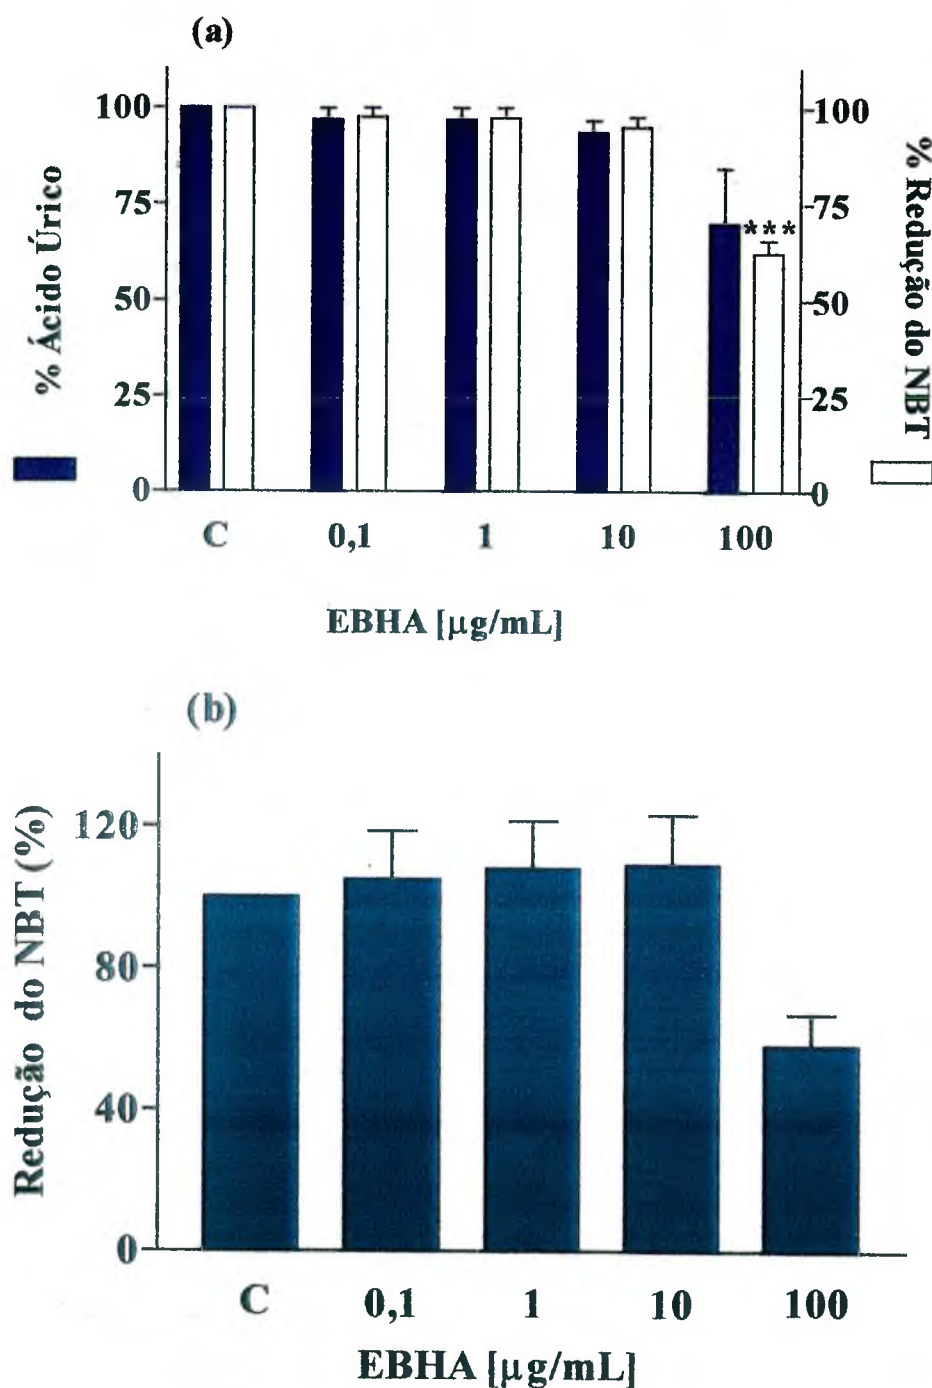 (a)
% Ácido Úrico
100
75
50
25
0
100
75
50
25
0
% Redução do NBT
***
C 0,1 1 10 100
EBHA [µg/mL]
(b)
Redução do NBT (%)
120
80
40
0
C 0,1 1 10 100
EBHA [µg/mL]